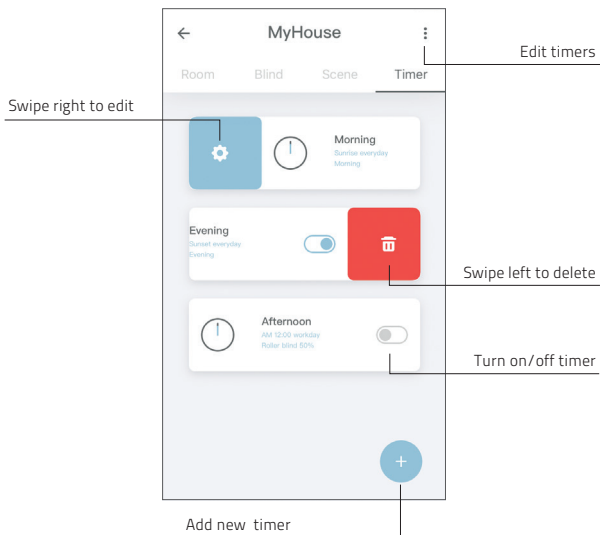 MyHouse
Edit timers
Room Blind Scene Timer
Swipe right to edit
Morning
Sunrise everyday
Morning
Evening
Sunset everyday
Evening
Swipe left to delete
Afternoon
AM 12:00 workday
Roller blind 50%
Turn on/off timer
+
Add new timer